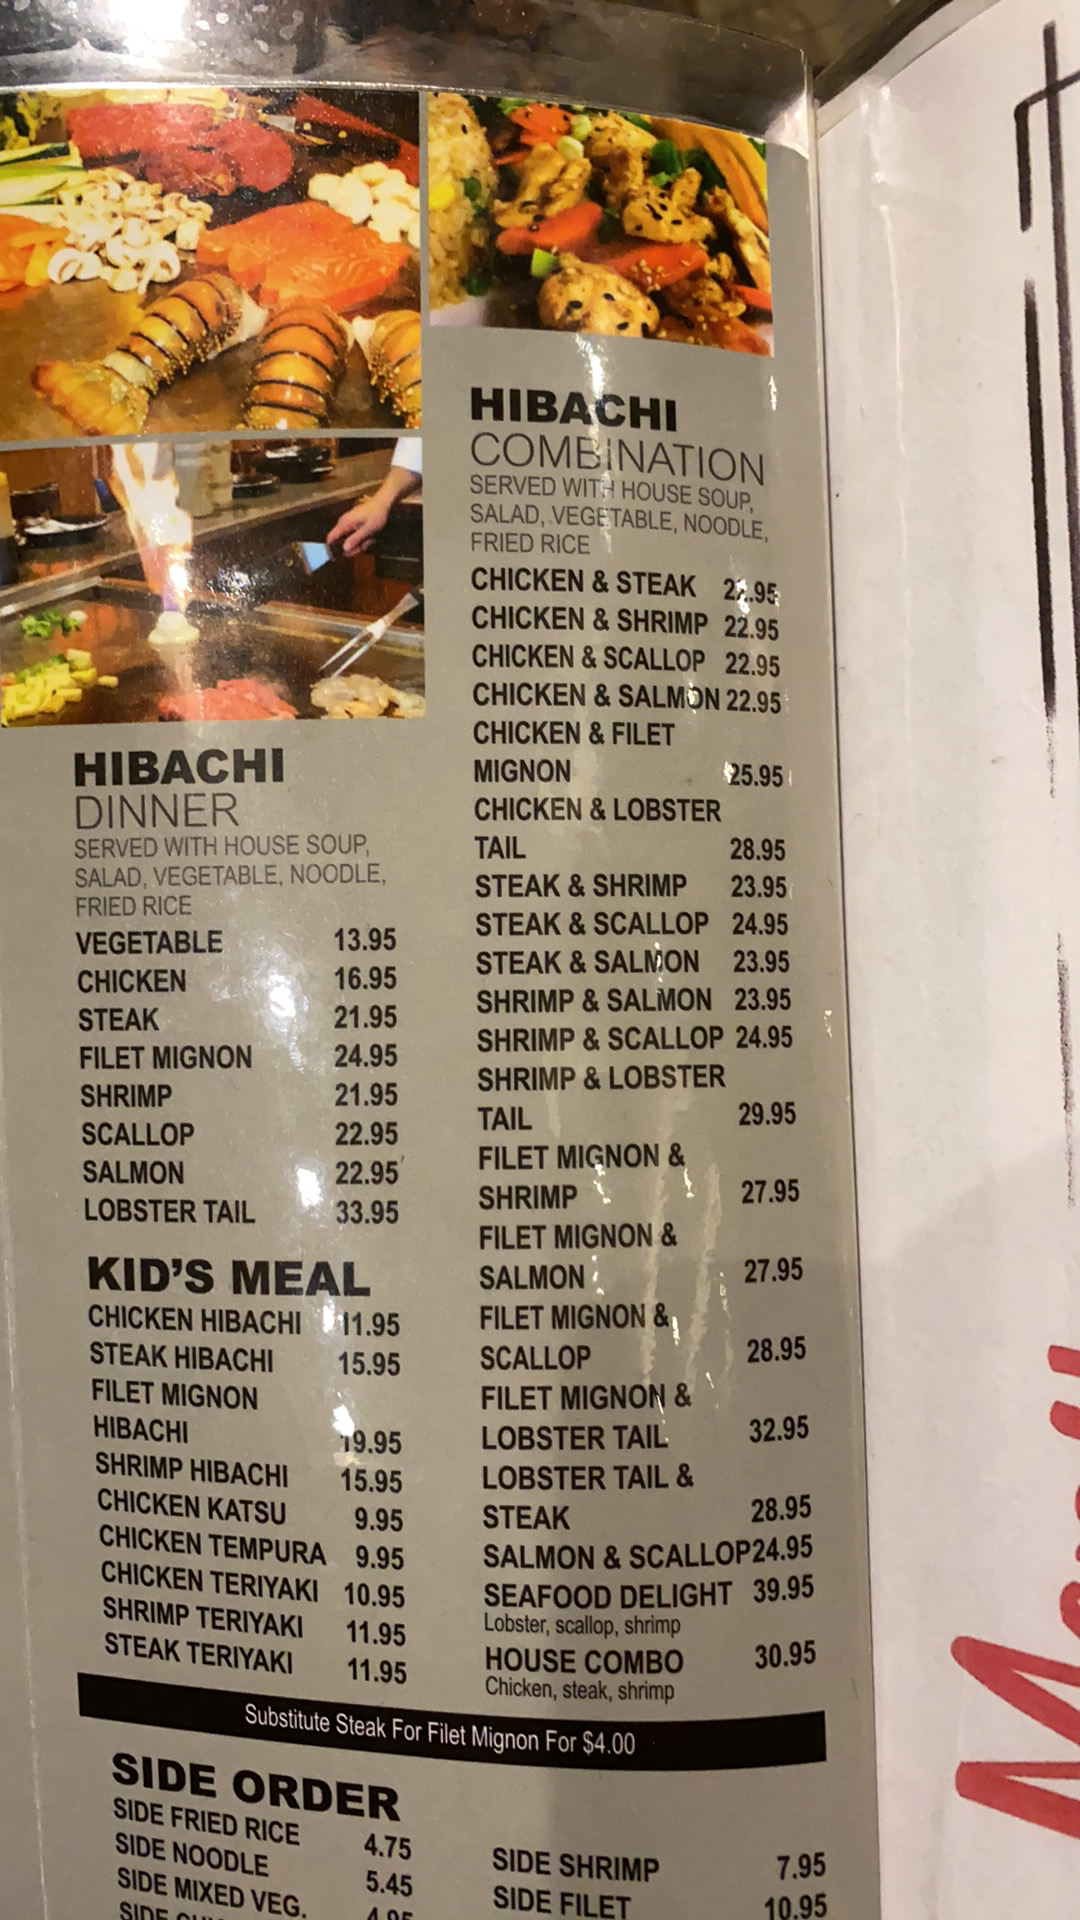 HIBACHI
DINNER
SERVED WITH HOUSE SOUP,
SALAD, VEGETABLE, NOODLE,
FRIED RICE
VEGETABLE 13.95
CHICKEN 16.95
STEAK 21.95
FILET MIGNON 24.95
SHRIMP 21.95
SCALLOP 22.95
SALMON 22.95
LOBSTER TAIL 33.95
KID'S MEAL
CHICKEN HIBACHI 11.95
STEAK HIBACHI 15.95
FILET MIGNON
HIBACHI 19.95
SHRIMP HIBACHI 15.95
CHICKEN KATSU 9.95
CHICKEN TEMPURA 9.95
CHICKEN TERIYAKI 10.95
SHRIMP TERIYAKI 11.95
STEAK TERIYAKI 11.95
HIBACHI
COMBINATION
SERVED WITH HOUSE SOUP,
SALAD, VEGETABLE, NOODLE,
FRIED RICE
CHICKEN & STEAK
CHICKEN & SHRIMP 22.95
CHICKEN & SCALLOP 22.95
CHICKEN & SALMON 22.95
CHICKEN & FILET
MIGNON 25.95
CHICKEN & LOBSTER
TAIL 28.95
STEAK & SHRIMP 23.95
STEAK & SCALLOP 24.95
STEAK & SALMON 23.95
SHRIMP & SALMON 23.95
SHRIMP & SCALLOP 24.95
SHRIMP & LOBSTER
TAIL 29.95
FILET MIGNON &
SHRIMP 27.95
FILET MIGNON &
SALMON 27.95
FILET MIGNON &
SCALLOP 28.95
FILET MIGNON &
LOBSTER TAIL 32.95
LOBSTER TAIL &
STEAK 28.95
SALMON & SCALLOP 24.95
SEAFOOD DELIGHT 39.95
Lobster, scallop, shrimp
HOUSE COMBO 30.95
Chicken, steak, shrimp
Substitute Steak For Filet Mignon For $4.00
SIDE ORDER
SIDE FRIED RICE 4.75
SIDE NOODLE 5.45
SIDE MIXED VEG.
SIDE
SIDE SHRIMP 7.95
SIDE FILET 10.95